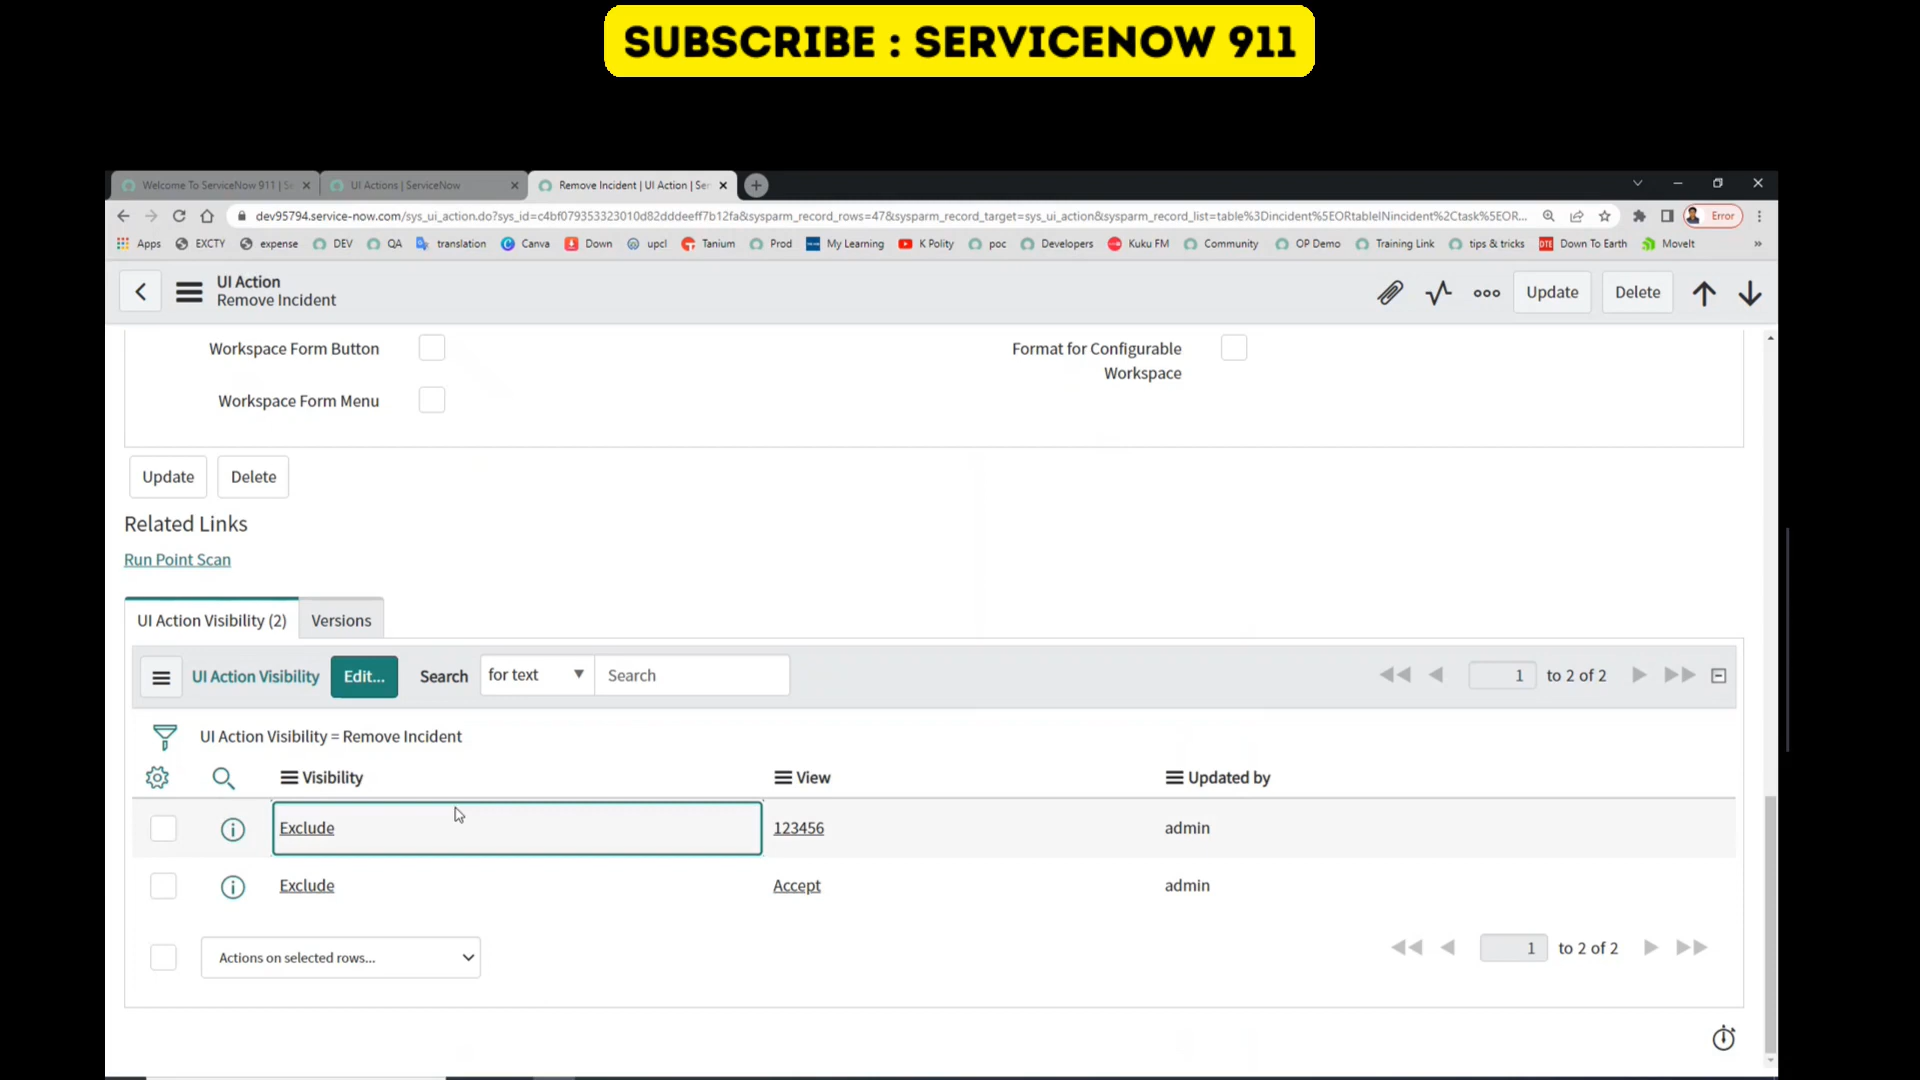 SUBSCRIBE : SERVICENOW 911
Welcome To ServiceNow 911 | S
UI Actions | ServiceNow
Remove Incident | UI Action | Ser
dev95794.service-now.com/sys_ui_action.do?sys_id=c4bf079353323010d82dddeeff7b12fa&sysparm_record_rows=47&sysparm_record_target=sys_ui_action&sysparm_record_list=table%3Dincident%5EORtableINincident%2Ctask%5EOR...
Error
Apps EXCTY expense DEV QA translation Canva Down upcl Tanium Prod My Learning K Polity poc Developers Kuku FM Community OP Demo Training Link tips & tricks DTE Down To Earth MoveIt »
UI Action
Remove Incident
Update Delete
Workspace Form Button
Format for Configurable Workspace
Workspace Form Menu
Update Delete
Related Links
Run Point Scan
UI Action Visibility (2) Versions
UI Action Visibility Edit... Search for text Search 1 to 2 of 2
UI Action Visibility = Remove Incident
Visibility View Updated by
Exclude 123456 admin
Exclude Accept admin
Actions on selected rows... 1 to 2 of 2